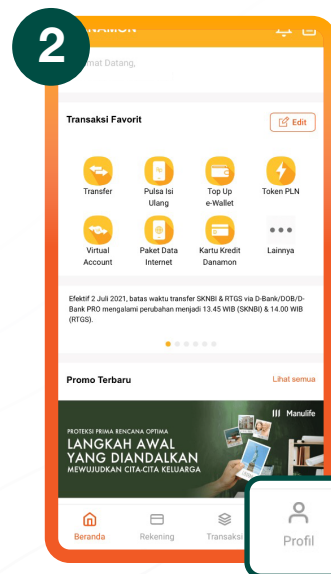 2
DANAMON
mat Datang,
Transaksi Favorit
Edit
Transfer
Pulsa Isi
Ulang
Top Up
e-Wallet
Token PLN
Virtual
Account
Paket Data
Internet
Kartu Kredit
Danamon
Lainnya
Efektif 2 Juli 2021, batas waktu transfer SKNBI & RTGS via D-Bank/DOB/D-
Bank PRO mengalami perubahan menjadi 13.45 WIB (SKNBI) & 14.00 WIB
(RTGS).
Promo Terbaru
Lihat semua
Manulife
PROTEKSI PRIMA RENCANA OPTIMA
LANGKAH AWAL
YANG DIANDALKAN
MEWUJUDKAN CITA-CITA KELUARGA
Beranda
Rekening
Transaksi
Profil